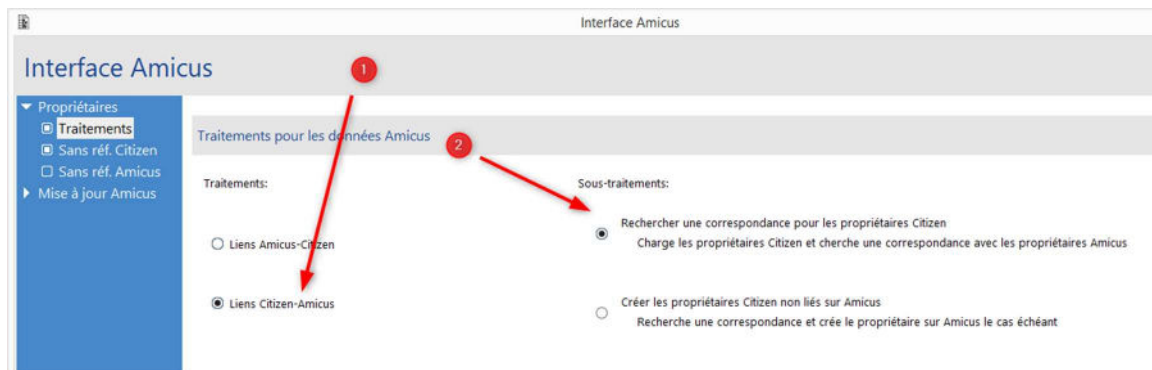 Interface Amicus
Interface Amicus
1
Propriétaires
Traitements
Sans réf. Citizen
Sans réf. Amicus
Mise à jour Amicus
Traitements pour les données Amicus
2
Traitements:
Sous-traitements:
Liens Amicus-Citizen
Rechercher une correspondance pour les propriétaires Citizen
Charge les propriétaires Citizen et cherche une correspondance avec les propriétaires Amicus
Liens Citizen-Amicus
Créer les propriétaires Citizen non liés sur Amicus
Recherche une correspondance et crée le propriétaire sur Amicus le cas échéant